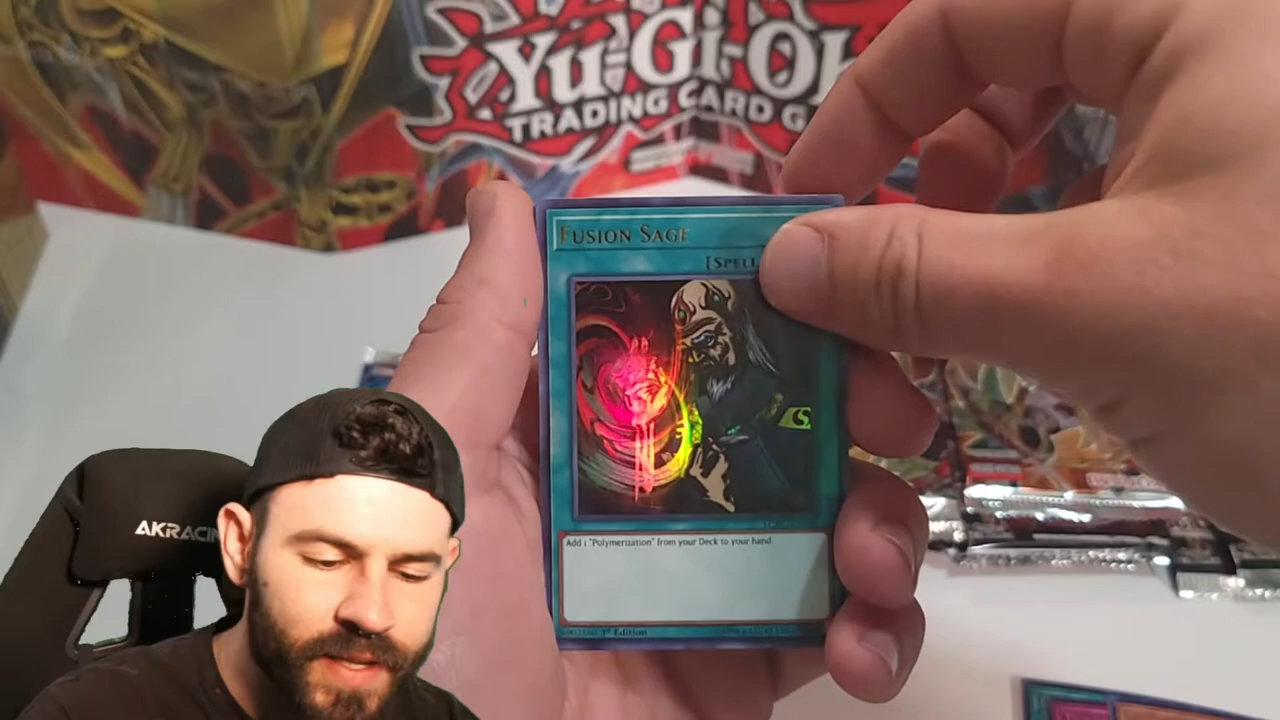 Yu-Gi-Oh
TRADING CARD G
FUSION SAGE
[SPELL
Add 1 "Polymerization" from your Deck to your hand.
1st Edition
AKRACIN